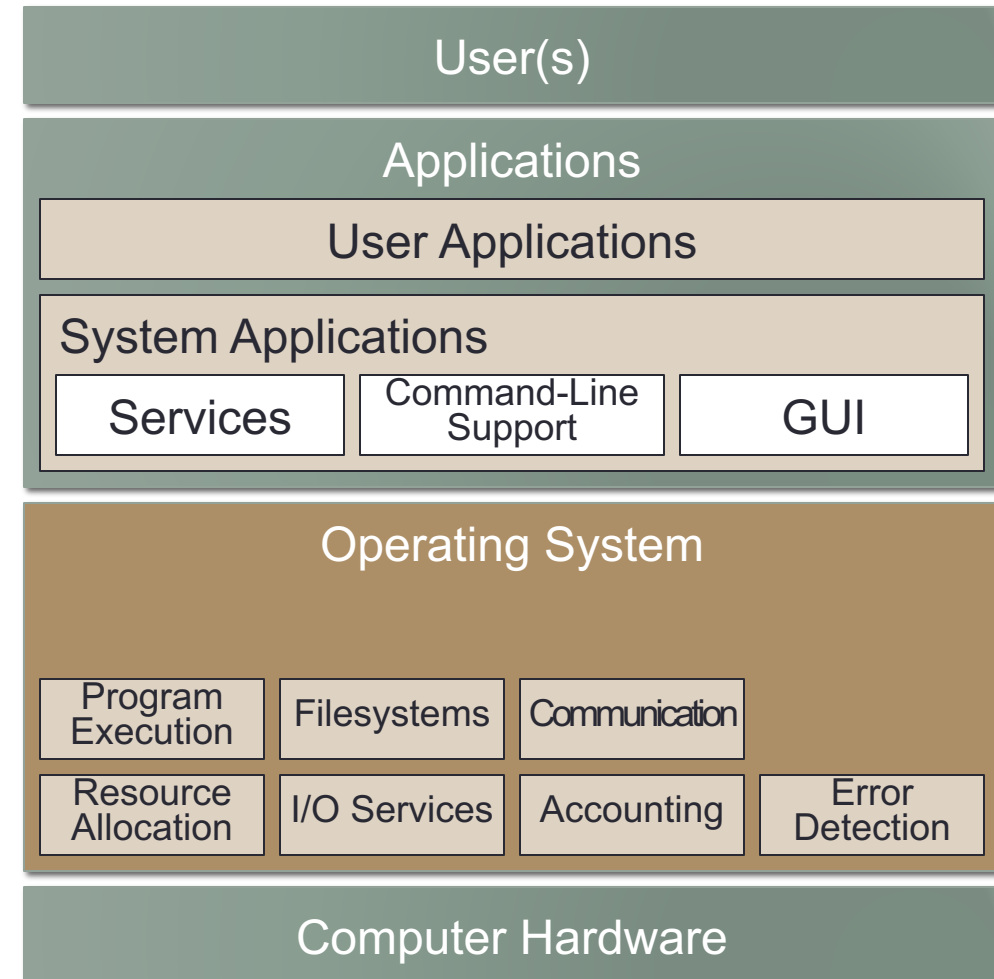 User(s)
Applications
User Applications
System Applications
Services
Command-Line
Support
GUI
Operating System
Program
Execution
Filesystems
Communication
Resource
Allocation
I/O Services
Accounting
Error
Detection
Computer Hardware